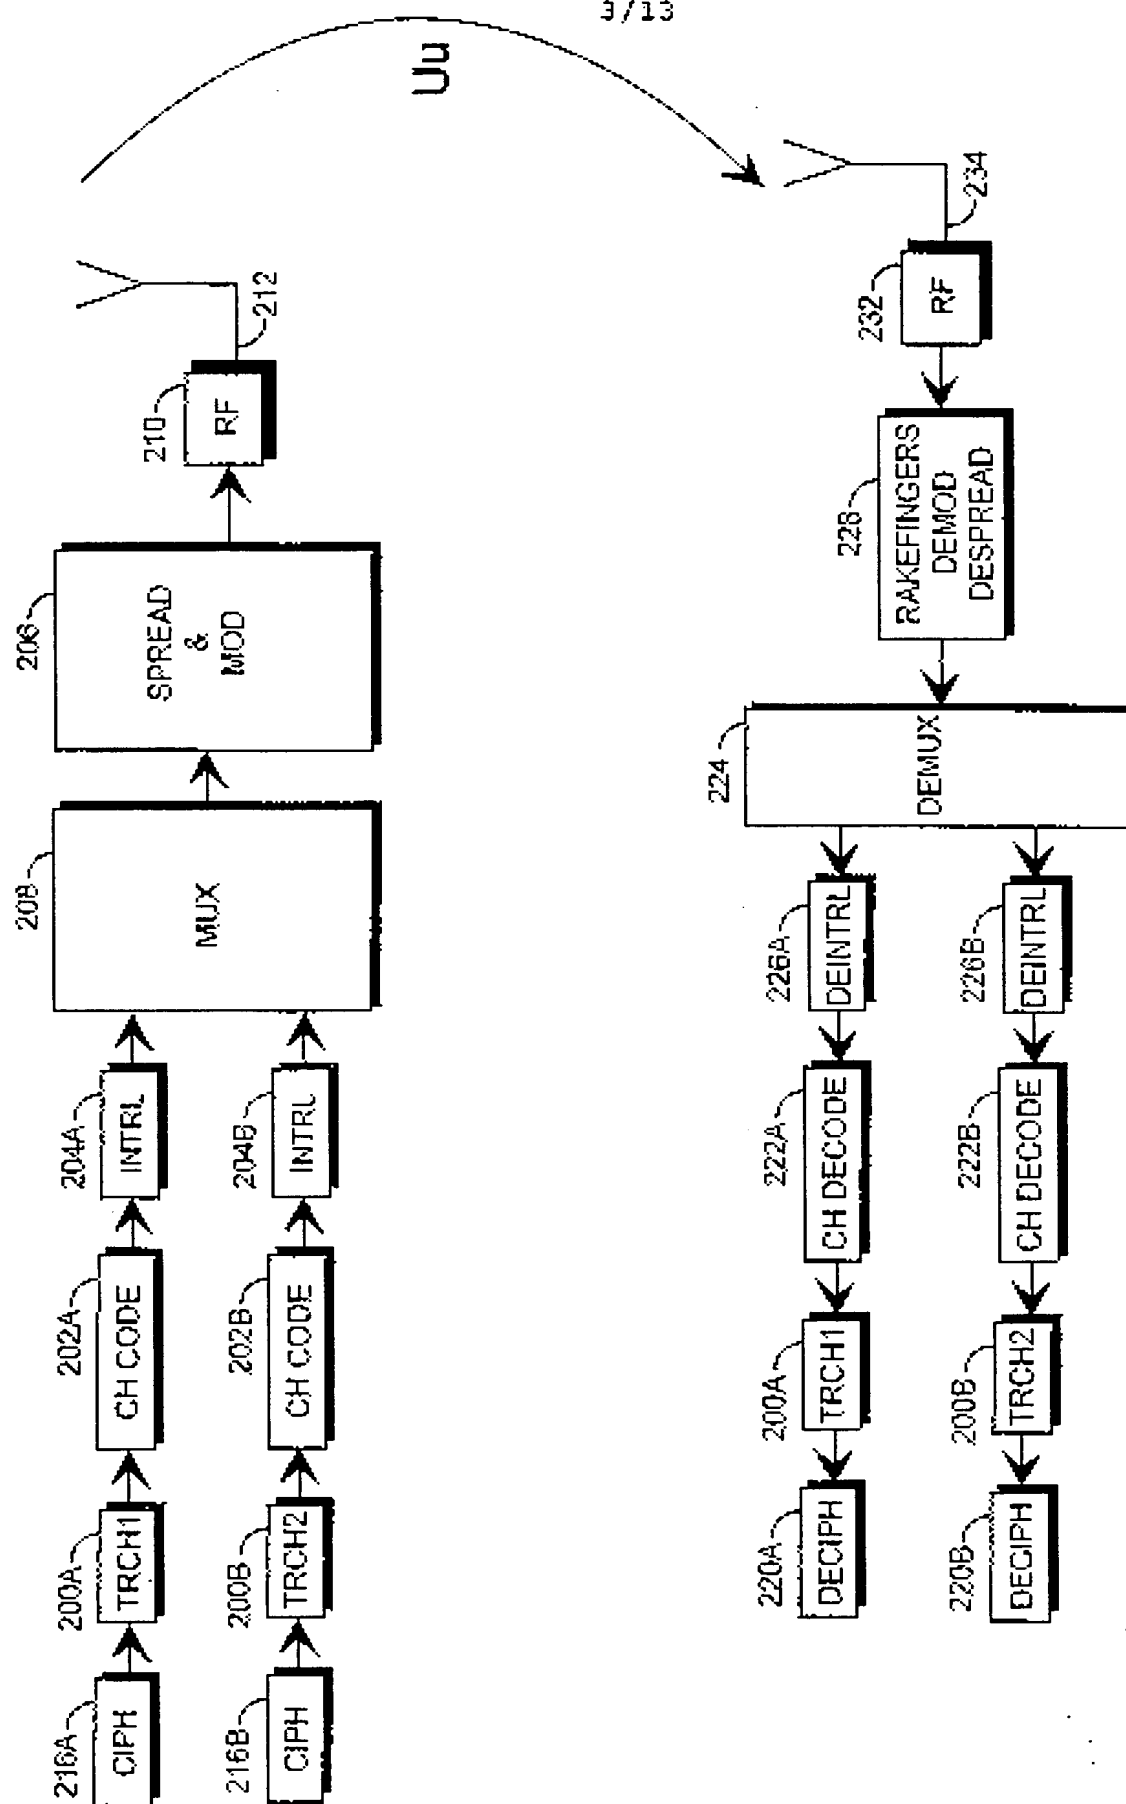 3/13
Uu
216A
CIPH
200A
TRCH1
202A
CH CODE
204A
INTRL
216B
CIPH
200B
TRCH2
202B
CH CODE
204B
INTRL
208
MUX
206
SPREAD
&
MOD
210
RF
212
234
232
RF
228
RAKEFINGERS
DEMOD
DESPREAD
224
DEMUX
226A
DEINTRL
222A
CH DECODE
200A
TRCH1
220A
DECIPH
226B
DEINTRL
222B
CH DECODE
200B
TRCH2
220B
DECIPH